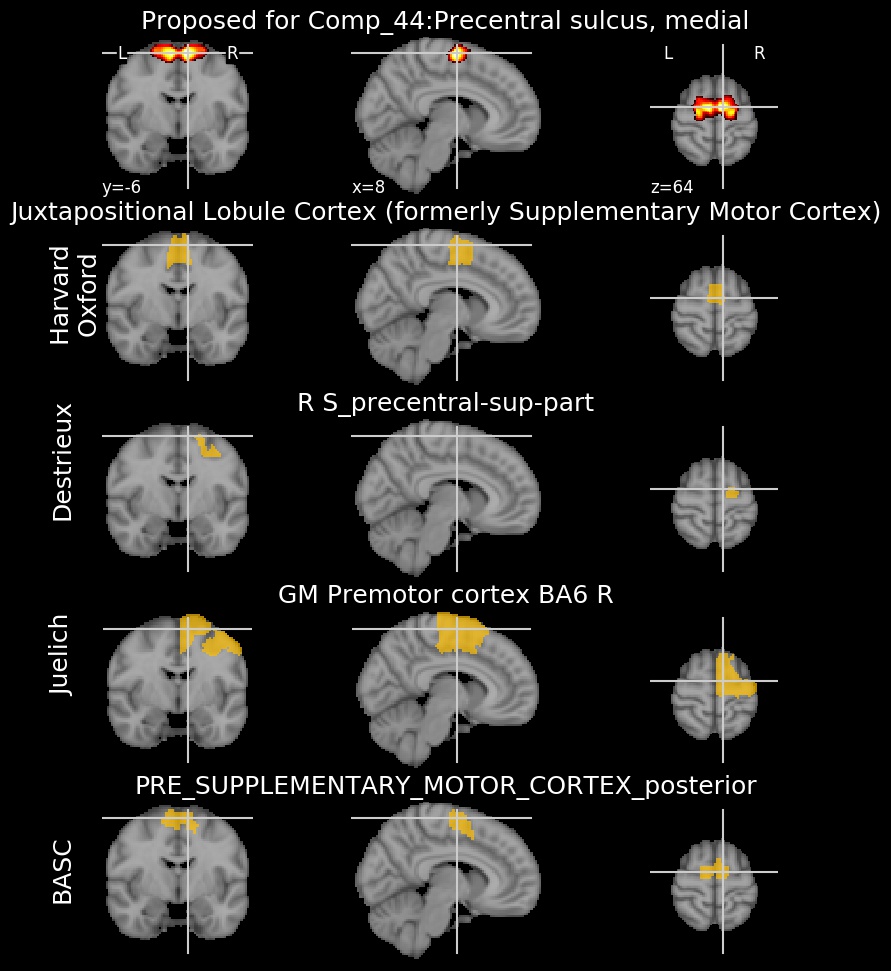 Proposed for Comp_44:Precentral sulcus, medial
L R
L R
y=-6 x=8 z=64
Juxtapositional Lobule Cortex (formerly Supplementary Motor Cortex)
Harvard
Oxford
R S_precentral-sup-part
Destrieux
GM Premotor cortex BA6 R
Juelich
PRE_SUPPLEMENTARY_MOTOR_CORTEX_posterior
BASC